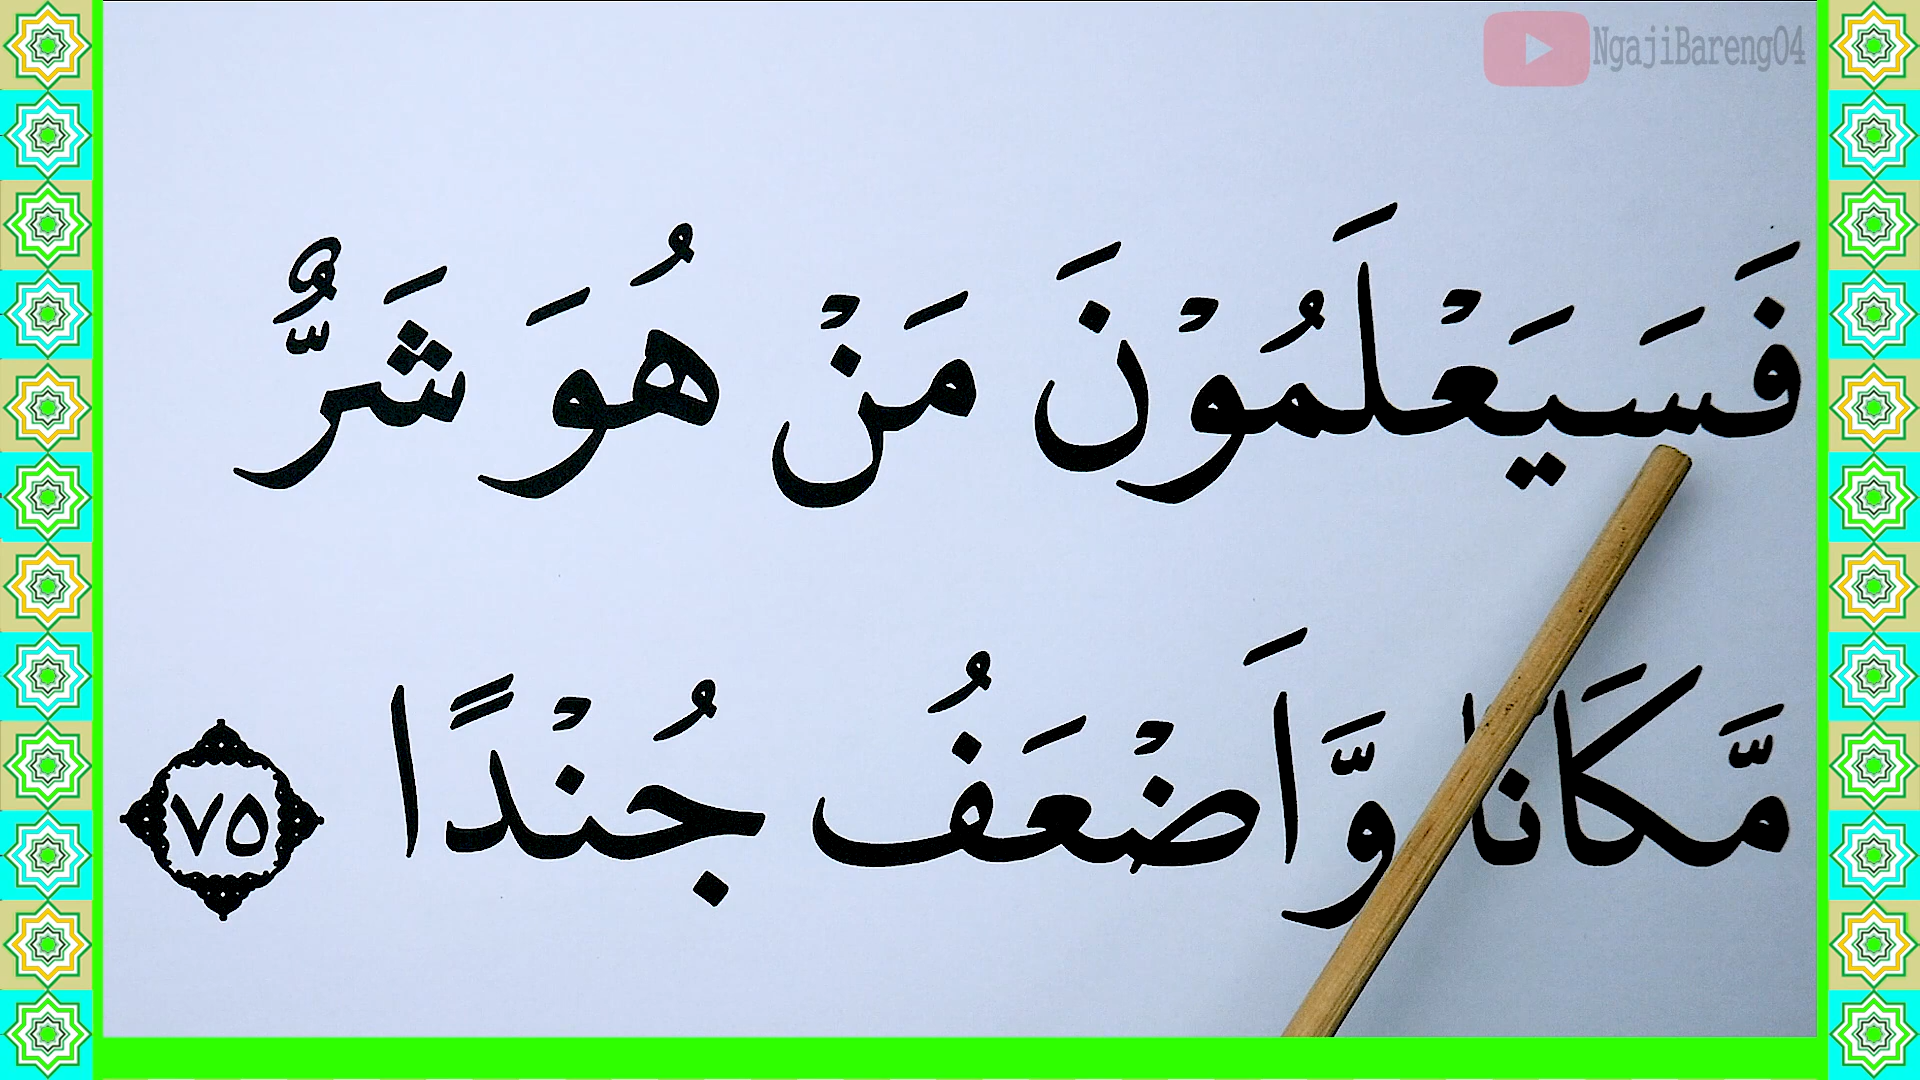 NgajiBareng04
فَسَيَعْلَمُوْنَ مَنْ هُوَ شَرٌّ
مَّكَانًا وَّاَضْعَفُ جُنْدًا ٧٥